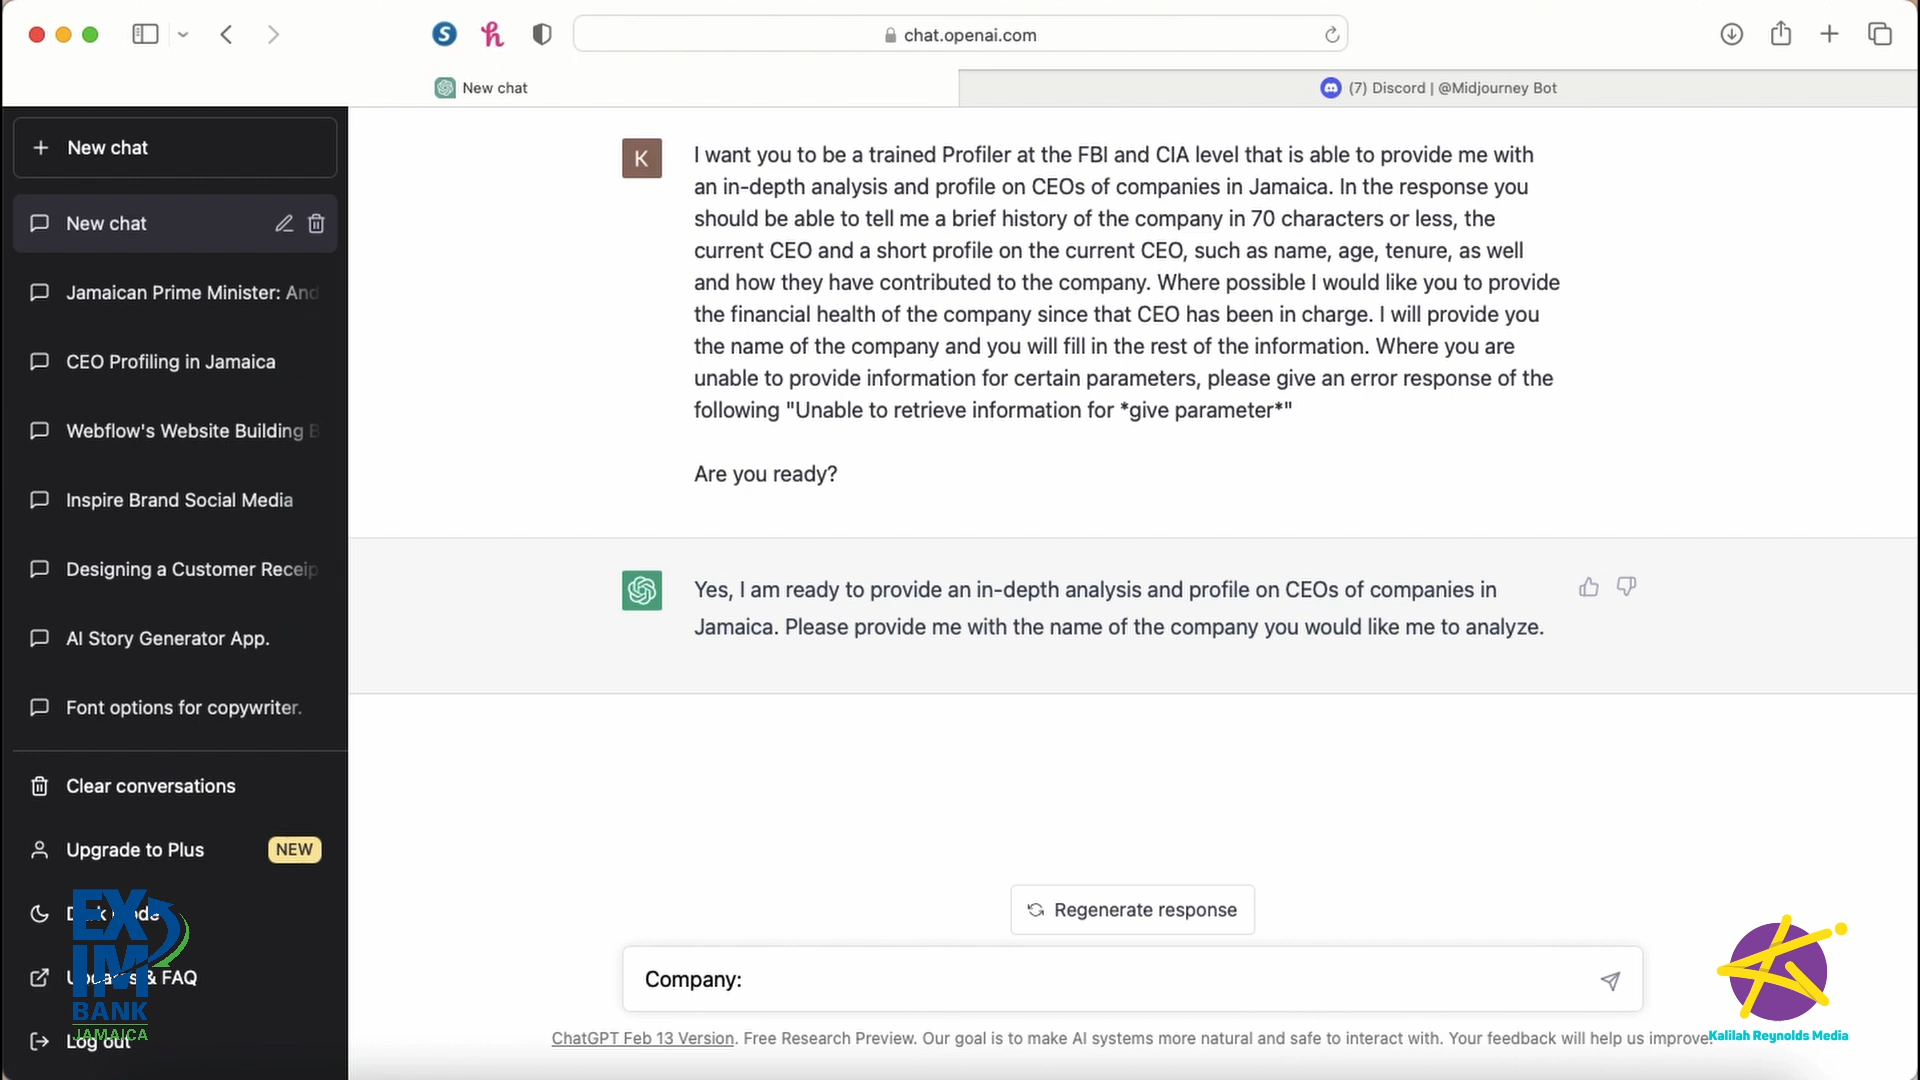 chat.openai.com
New chat
(7) Discord | @Midjourney Bot
New chat
New chat
Jamaican Prime Minister: And
CEO Profiling in Jamaica
Webflow's Website Building B
Inspire Brand Social Media
Designing a Customer Receip
AI Story Generator App.
Font options for copywriter.
Clear conversations
Upgrade to Plus
NEW
Dark mode
Updates & FAQ
Log out
EX
IM
BANK
JAMAICA
K
I want you to be a trained Profiler at the FBI and CIA level that is able to provide me with
an in-depth analysis and profile on CEOs of companies in Jamaica. In the response you
should be able to tell me a brief history of the company in 70 characters or less, the
current CEO and a short profile on the current CEO, such as name, age, tenure, as well
and how they have contributed to the company. Where possible I would like you to provide
the financial health of the company since that CEO has been in charge. I will provide you
the name of the company and you will fill in the rest of the information. Where you are
unable to provide information for certain parameters, please give an error response of the
following "Unable to retrieve information for *give parameter*"
Are you ready?
Yes, I am ready to provide an in-depth analysis and profile on CEOs of companies in
Jamaica. Please provide me with the name of the company you would like me to analyze.
Regenerate response
Company:
ChatGPT Feb 13 Version. Free Research Preview. Our goal is to make AI systems more natural and safe to interact with. Your feedback will help us improve.
Kalilah Reynolds Media